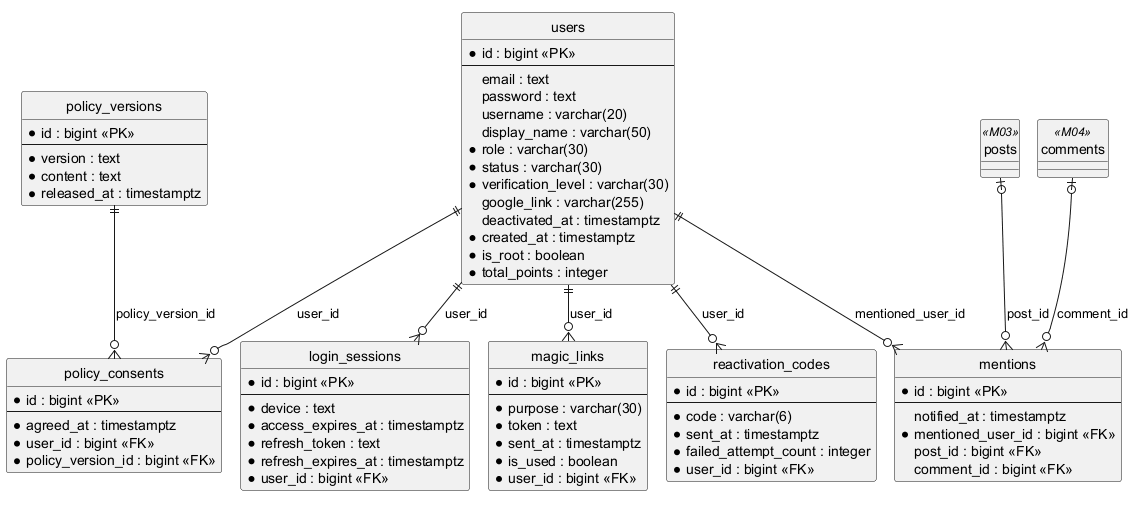 users
* id : bigint «PK»
email : text
password : text
username : varchar(20)
display_name : varchar(50)
* role : varchar(30)
* status : varchar(30)
* verification_level : varchar(30)
google_link : varchar(255)
deactivated_at : timestamptz
* created_at : timestamptz
* is_root : boolean
* total_points : integer
policy_versions
* id : bigint «PK»
* version : text
* content : text
* released_at : timestamptz
«M03»
posts
«M04»
comments
policy_version_id
user_id
user_id
user_id
user_id
mentioned_user_id
post_id
comment_id
policy_consents
* id : bigint «PK»
* agreed_at : timestamptz
* user_id : bigint «FK»
* policy_version_id : bigint «FK»
login_sessions
* id : bigint «PK»
* device : text
* access_expires_at : timestamptz
* refresh_token : text
* refresh_expires_at : timestamptz
* user_id : bigint «FK»
magic_links
* id : bigint «PK»
* purpose : varchar(30)
* token : text
* sent_at : timestamptz
* is_used : boolean
* user_id : bigint «FK»
reactivation_codes
* id : bigint «PK»
* code : varchar(6)
* sent_at : timestamptz
* failed_attempt_count : integer
* user_id : bigint «FK»
mentions
* id : bigint «PK»
notified_at : timestamptz
* mentioned_user_id : bigint «FK»
post_id : bigint «FK»
comment_id : bigint «FK»